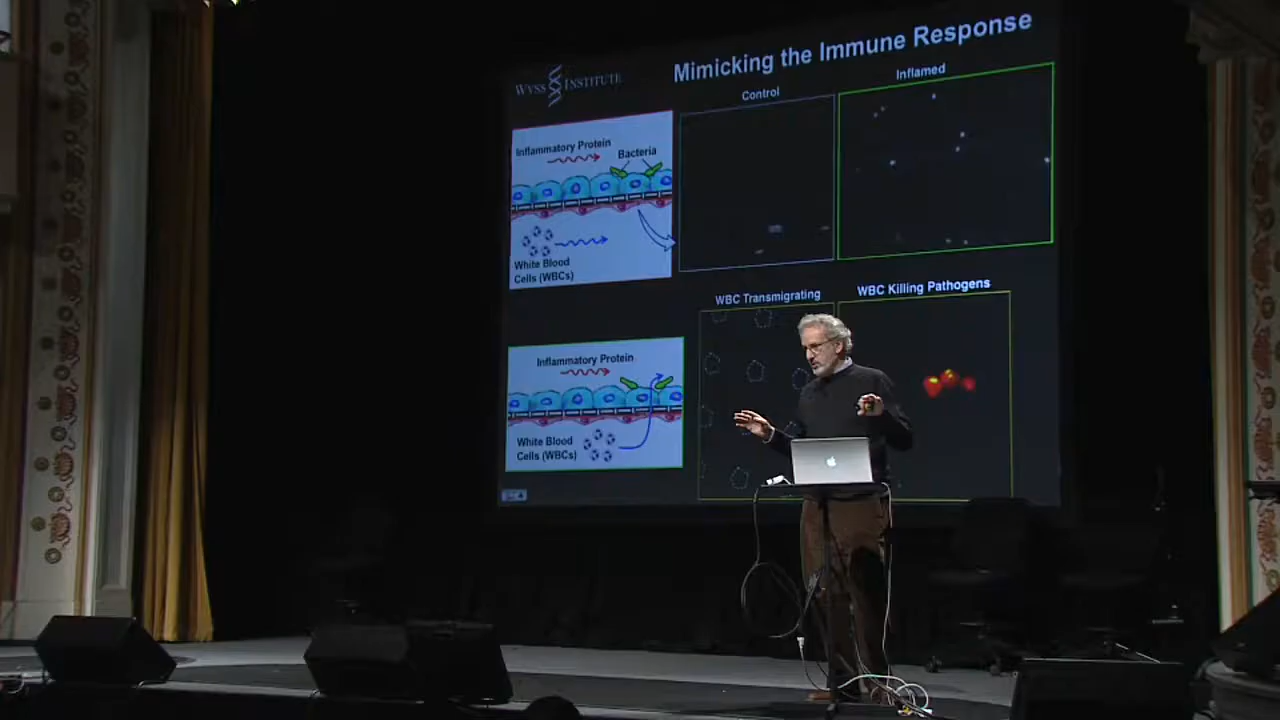 WYSS INSTITUTE
Mimicking the Immune Response
Control
Inflamed
Inflammatory Protein
Bacteria
White Blood
Cells (WBCs)
WBC Transmigrating
WBC Killing Pathogens
Inflammatory Protein
White Blood
Cells (WBCs)